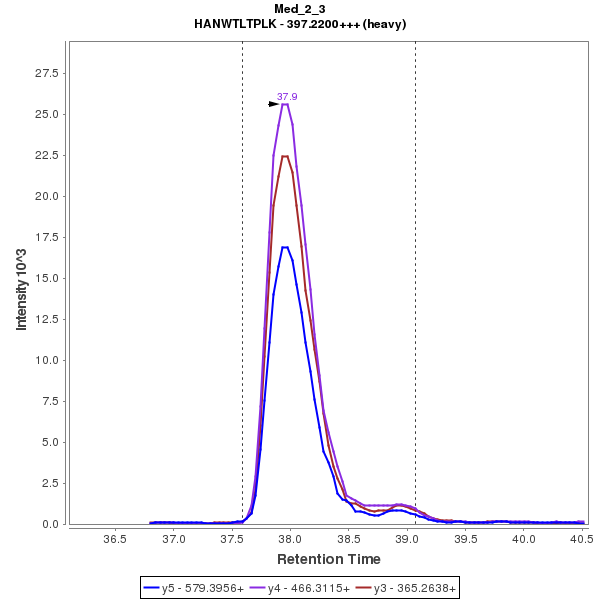 Med_2_3
HANWTLTPLK - 397.2200+++ (heavy)
37.9
27.5
25.0
22.5
20.0
17.5
15.0
12.5
10.0
7.5
5.0
2.5
0.0
Intensity 10^3
36.5 37.0 37.5 38.0 38.5 39.0 39.5 40.0 40.5
Retention Time
y5 - 579.3956+ y4 - 466.3115+ y3 - 365.2638+